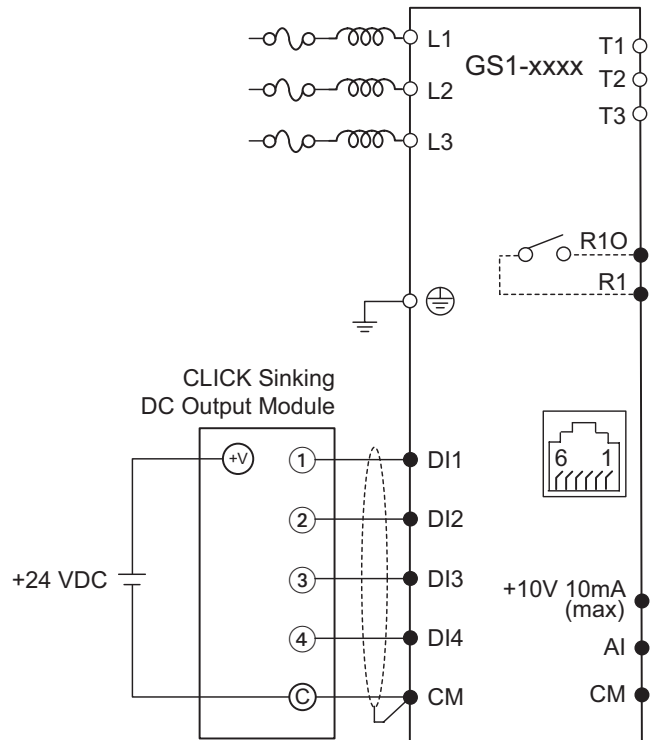 L1
GS1-xxxx
T1
L2
T2
L3
T3
R1O
R1
CLICK Sinking
DC Output Module
6 1
+V
1
DI1
2
DI2
+24 VDC
3
DI3
+10V 10mA
(max)
4
DI4
AI
C
CM
CM